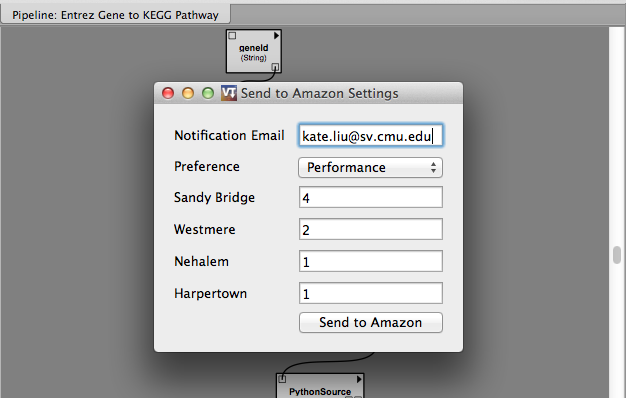 Pipeline: Entrez Gene to KEGG Pathway
geneId
(String)
VT Send to Amazon Settings
Notification Email kate.liu@sv.cmu.edu
Preference Performance
Sandy Bridge 4
Westmere 2
Nehalem 1
Harpertown 1
Send to Amazon
PythonSource